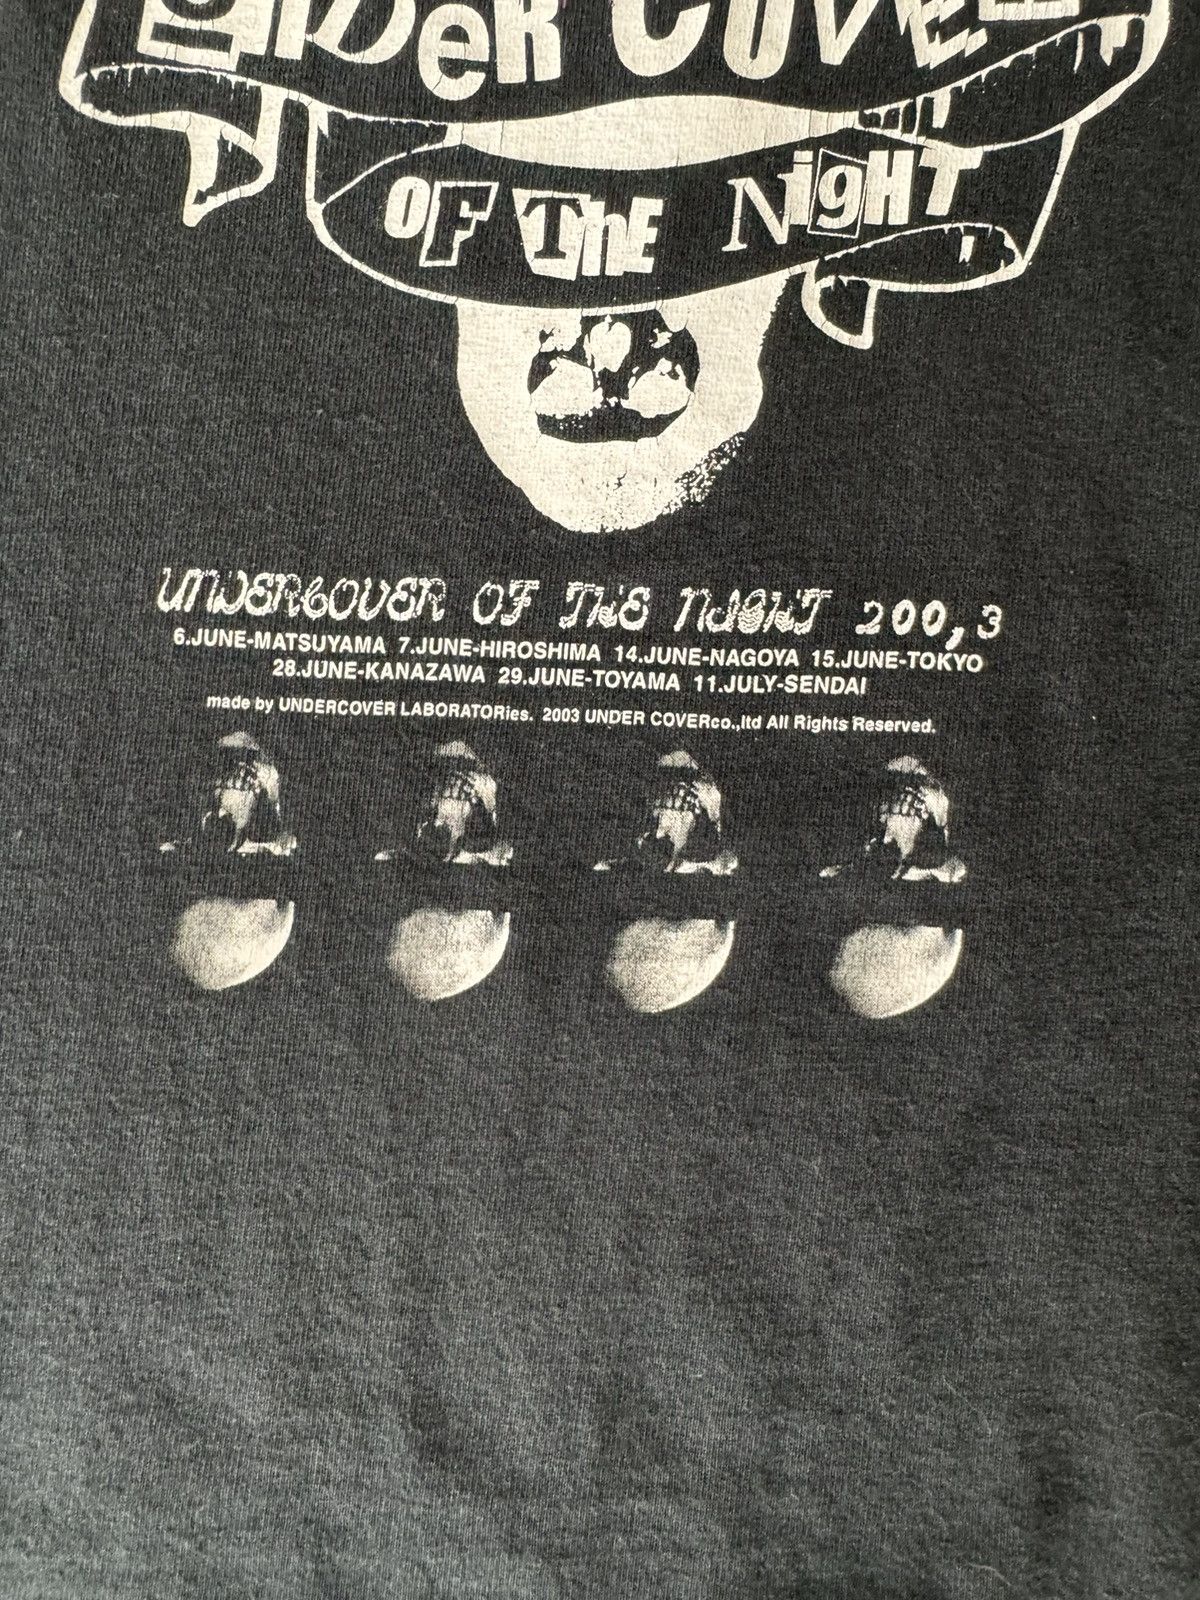 UNDER COVER
OF The NigHT
UNDERCOVER OF THE NIGHT 200,3
6.JUNE-MATSUYAMA 7.JUNE-HIROSHIMA 14.JUNE-NAGOYA 15.JUNE-TOKYO
28.JUNE-KANAZAWA 29.JUNE-TOYAMA 11.JULY-SENDAI
made by UNDERCOVER LABORATORies. 2003 UNDER COVERco.,ltd All Rights Reserved.